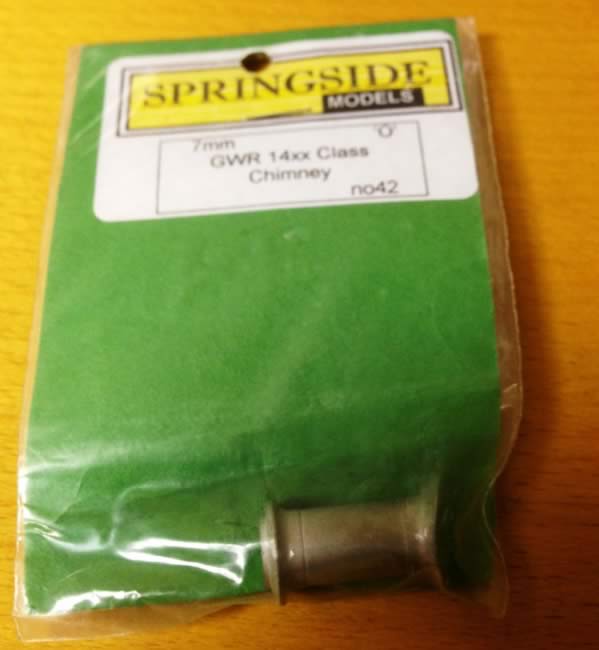 SPRINGSIDE
MODELS
7mm 'O'
GWR 14xx Class
Chimney
no42